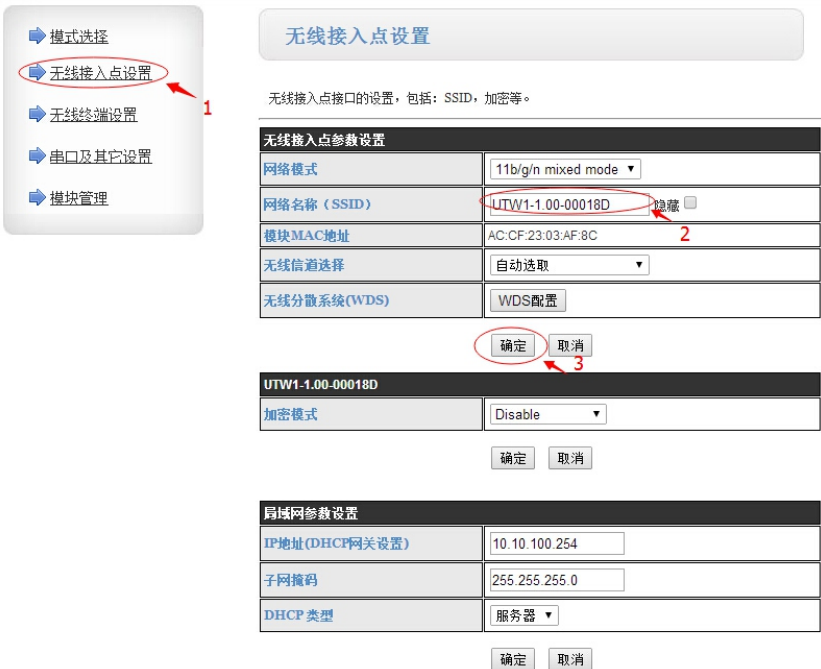 模式选择
无线接入点设置
1
无线终端设置
串口及其它设置
模块管理
无线接入点设置
无线接入点接口的设置，包括：SSID，加密等。
无线接入点参数设置
网络模式 11b/g/n mixed mode
网络名称（SSID） UTW1-1.00-00018D 隐藏
2
模块MAC地址 AC:CF:23:03:AF:8C
无线信道选择 自动选取
无线分散系统(WDS) WDS配置
确定 取消
3
UTW1-1.00-00018D
加密模式 Disable
确定 取消
局域网参数设置
IP地址(DHCP网关设置) 10.10.100.254
子网掩码 255.255.255.0
DHCP 类型 服务器
确定 取消